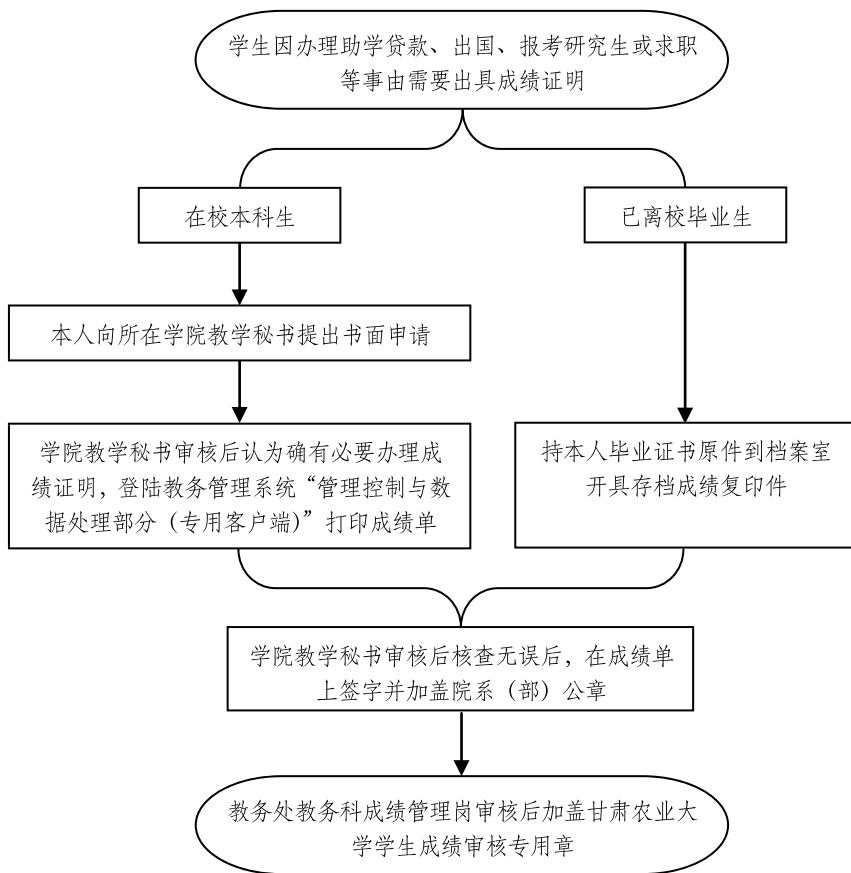 学生因办理助学贷款、出国、报考研究生或求职
等事由需要出具成绩证明
在校本科生
已离校毕业生
本人向所在学院教学秘书提出书面申请
学院教学秘书审核后认为确有必要办理成
绩证明，登陆教务管理系统“管理控制与数
据处理部分（专用客户端）”打印成绩单
持本人毕业证书原件到档案室
开具存档成绩复印件
学院教学秘书审核后核查无误后，在成绩单
上签字并加盖院系（部）公章
教务处教务科成绩管理岗审核后加盖甘肃农业大
学学生成绩审核专用章